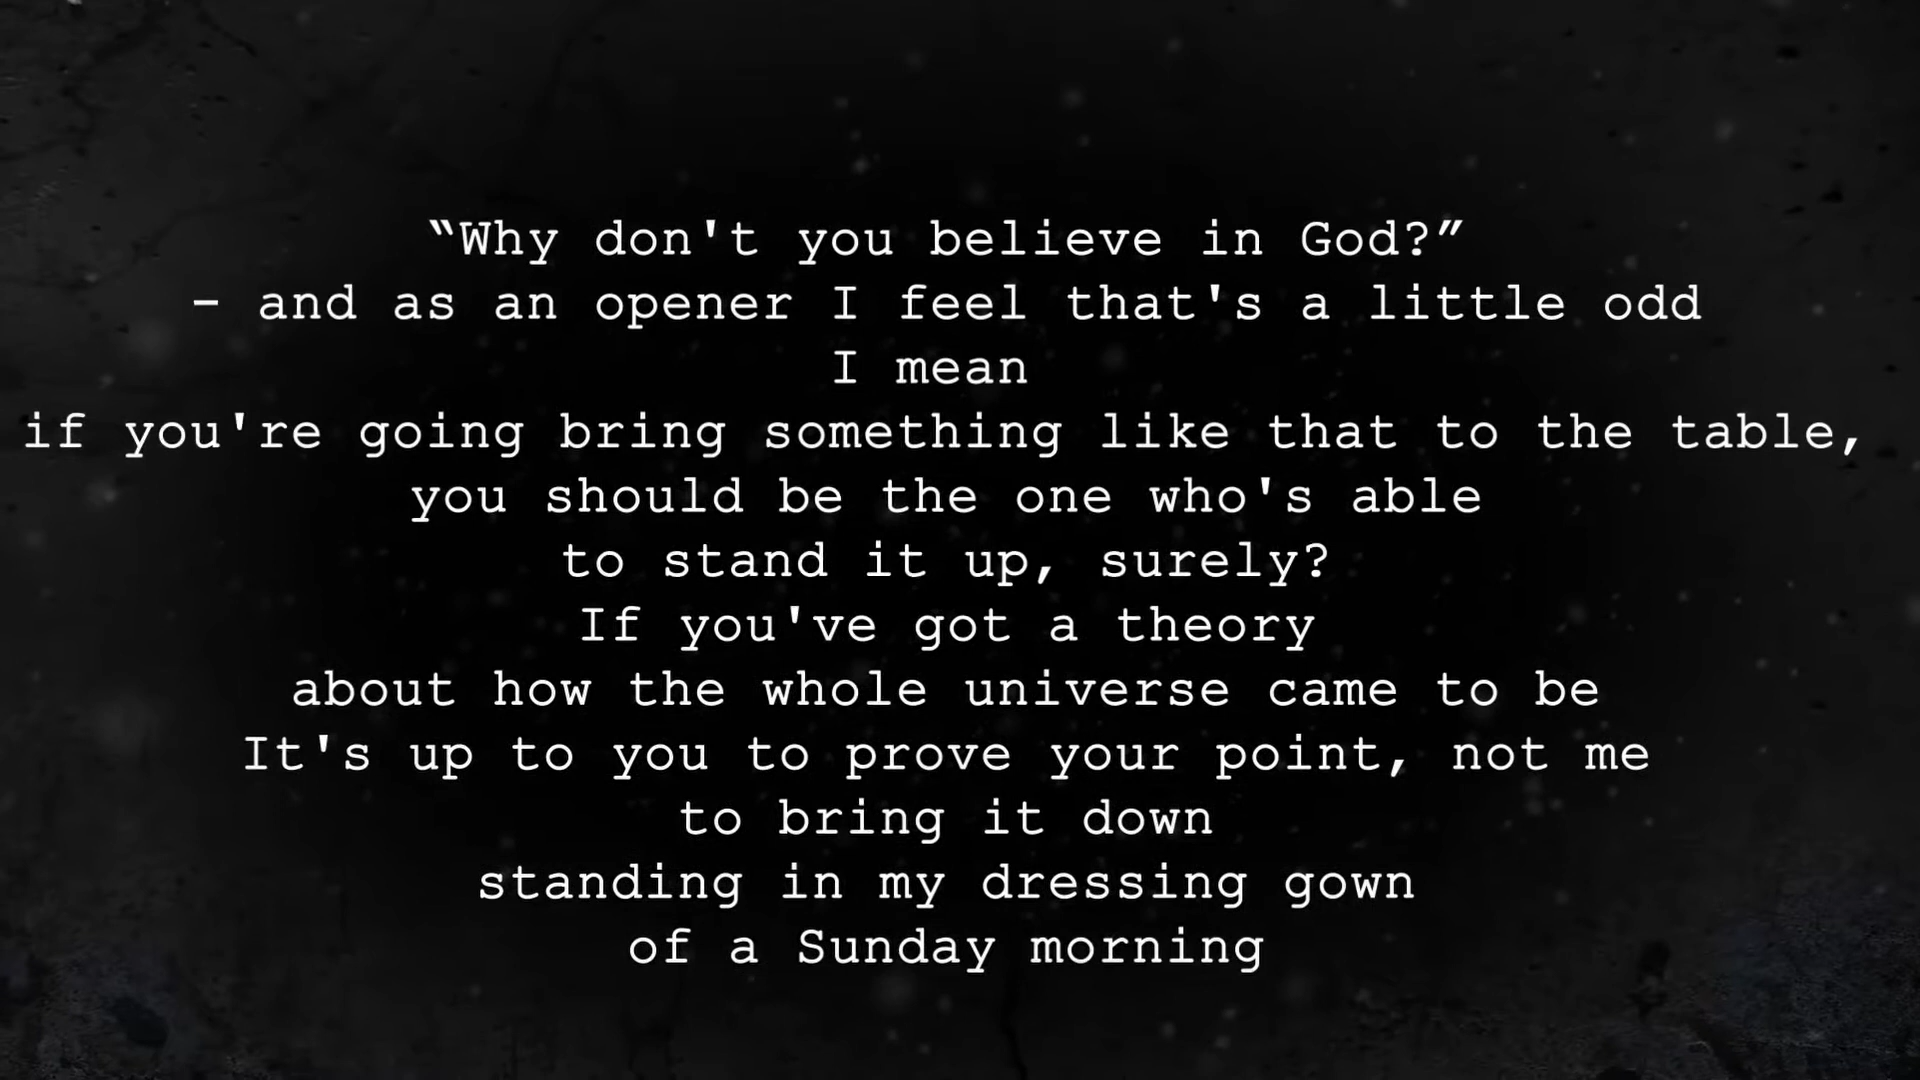 “Why don't you believe in God?”
- and as an opener I feel that's a little odd
I mean
if you're going bring something like that to the table,
you should be the one who's able
to stand it up, surely?
If you've got a theory
about how the whole universe came to be
It's up to you to prove your point, not me
to bring it down
standing in my dressing gown
of a Sunday morning